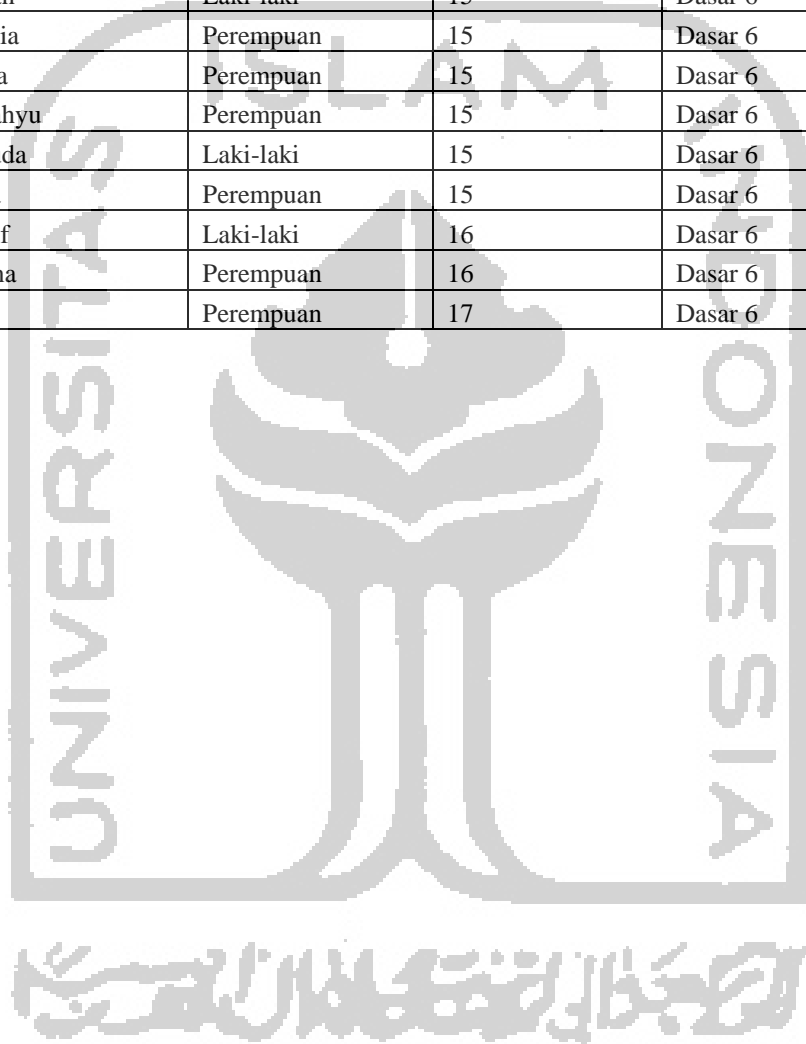 Laki-laki 15 Dasar 6
ia Perempuan 15 Dasar 6
a Perempuan 15 Dasar 6
hyu Perempuan 15 Dasar 6
da Laki-laki 15 Dasar 6
Perempuan 15 Dasar 6
f Laki-laki 16 Dasar 6
na Perempuan 16 Dasar 6
Perempuan 17 Dasar 6
UNIVERSITAS
ISLAM
INDONESIA